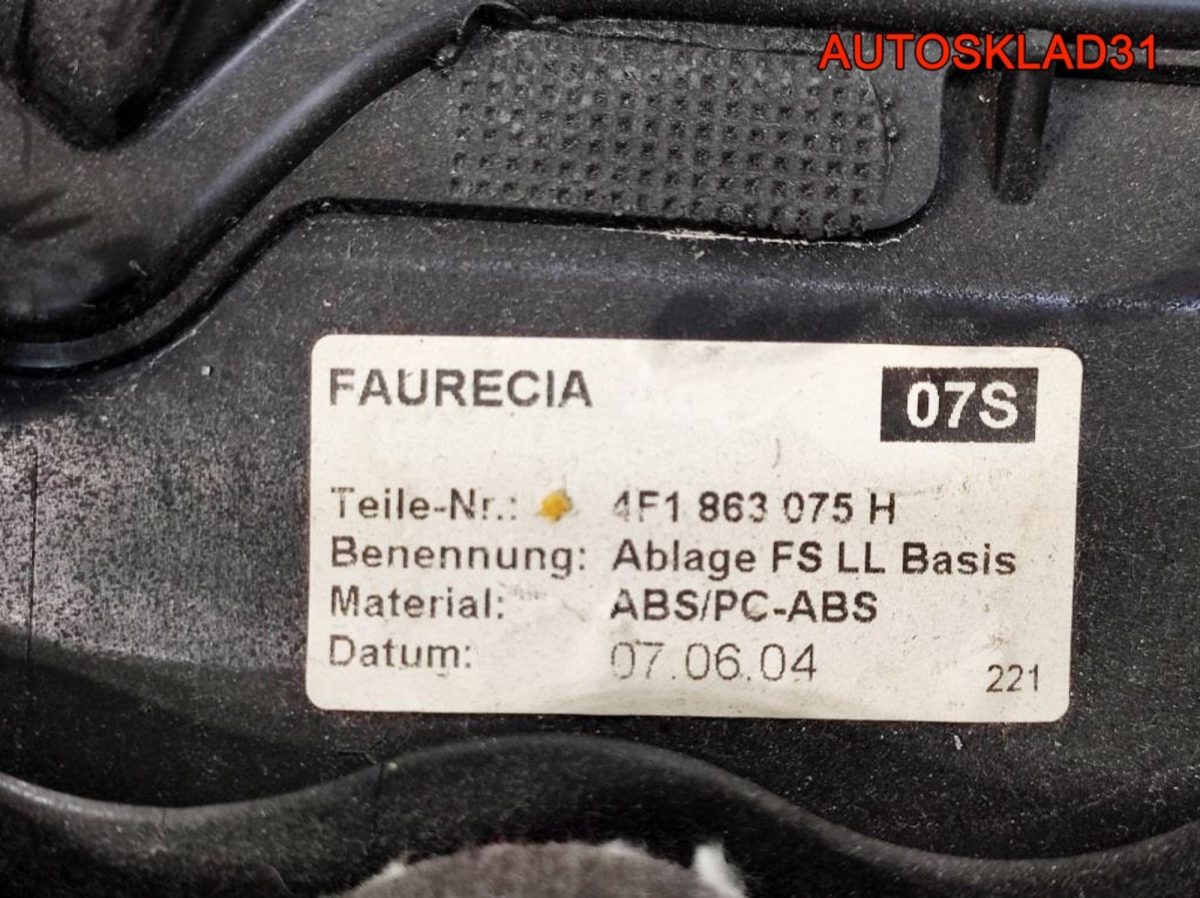 AUTOSKLAD31
FAURECIA 07S
Teile-Nr.: 4F1 863 075 H
Benennung: Ablage FS LL Basis
Material: ABS/PC-ABS
Datum: 07.06.04 221